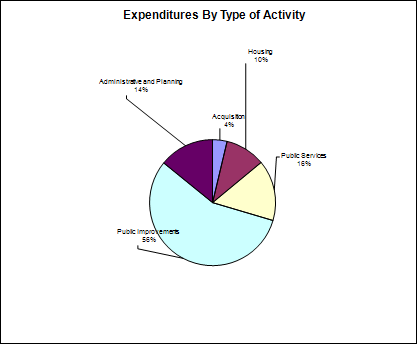 Expenditures By Type of Activity
Housing
10%
Administrative and Planning
14%
Acquisition
4%
Public Services
16%
Public Improvements
56%